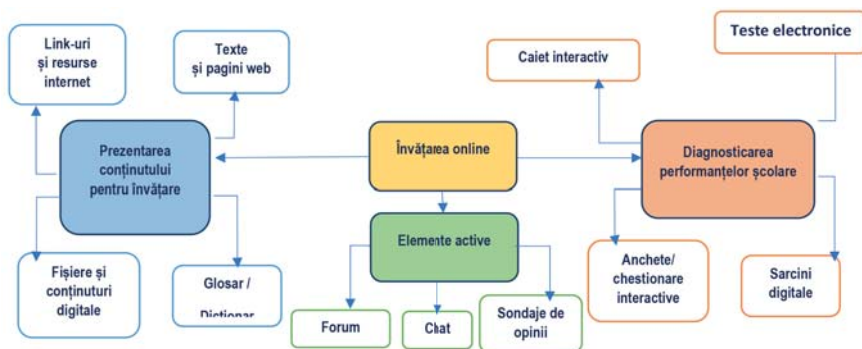 Link-uri
și resurse
internet
Texte
și pagini web
Caiet interactiv
Teste electronice
Prezentarea
conținutului
pentru învățare
Învățarea online
Diagnosticarea
performanțelor școlare
Elemente active
Fișiere și
conținuturi
digitale
Glosar /
Dicționar
Forum
Chat
Sondaje de
opinii
Anchete/
chestionare
interactive
Sarcini
digitale